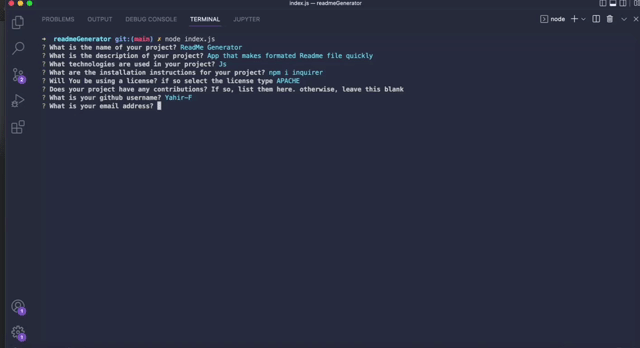 index.js — readmeGenerator
PROBLEMS OUTPUT DEBUG CONSOLE TERMINAL JUPYTER
node
➜ readmeGenerator git:(main) ✗ node index.js
? What is the name of your project? ReadMe Generator
? What is the description of your project? App that makes formated Readme file quickly
? What technologies are used in your project? Js
? What are the installation instructions for your project? npm i inquirer
? Will You be using a license? if so select the license type APACHE
? Does your project have any contributions? If so, list them here. otherwise, leave this blank
? What is your github username? Yahir-F
? What is your email address?
2
1
1